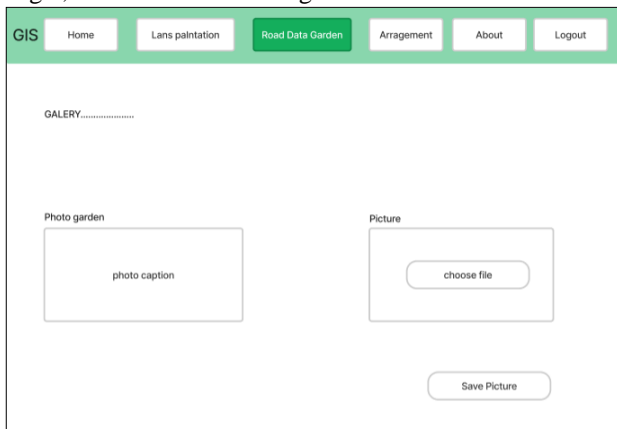 GIS Home Lans palntation Road Data Garden Arragement About Logout
GALERY.....................
Photo garden Picture
photo caption choose file
Save Picture